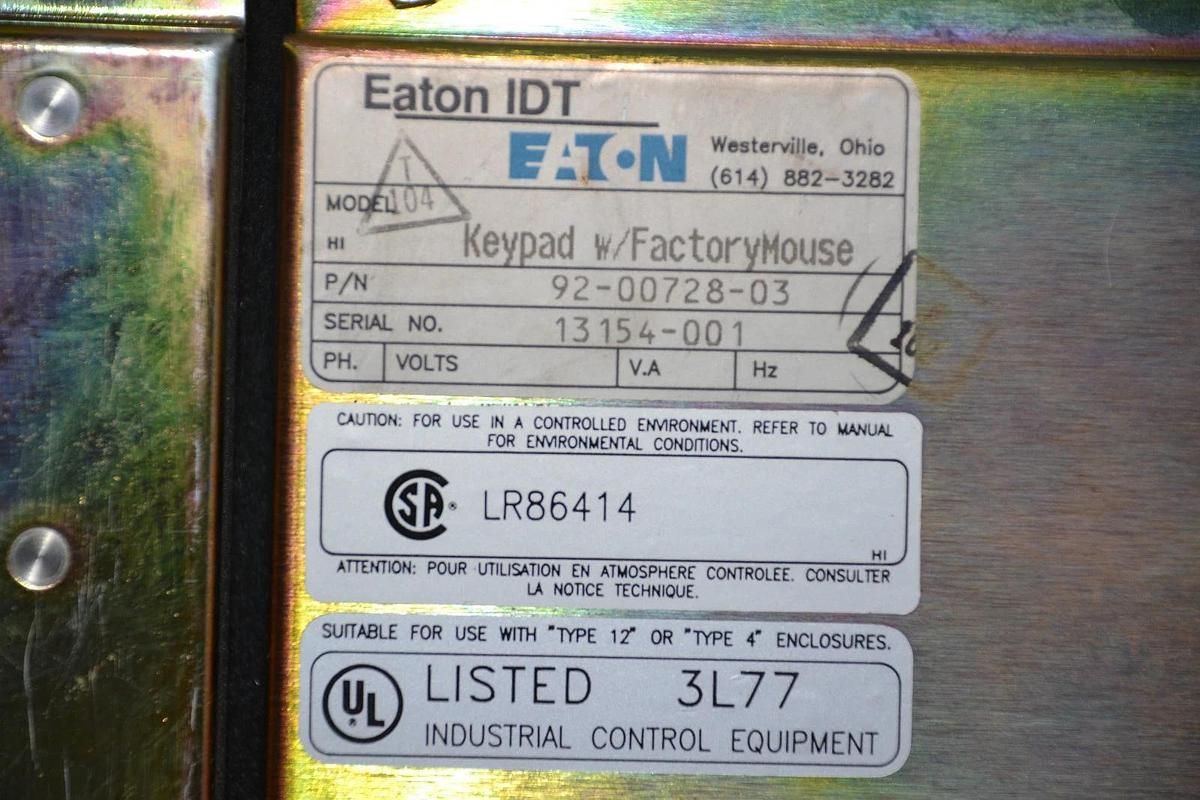 Eaton IDT
EATON
Westerville, Ohio
(614) 882-3282
T
104
MODEL
HI
Keypad w/FactoryMouse
P/N 92-00728-03
SERIAL NO. 13154-001
PH. VOLTS V.A Hz
CAUTION: FOR USE IN A CONTROLLED ENVIRONMENT. REFER TO MANUAL
FOR ENVIRONMENTAL CONDITIONS.
CSA ® LR86414
HI
ATTENTION: POUR UTILISATION EN ATMOSPHERE CONTROLEE. CONSULTER
LA NOTICE TECHNIQUE.
SUITABLE FOR USE WITH "TYPE 12" OR "TYPE 4" ENCLOSURES.
UL ® LISTED 3L77
INDUSTRIAL CONTROL EQUIPMENT